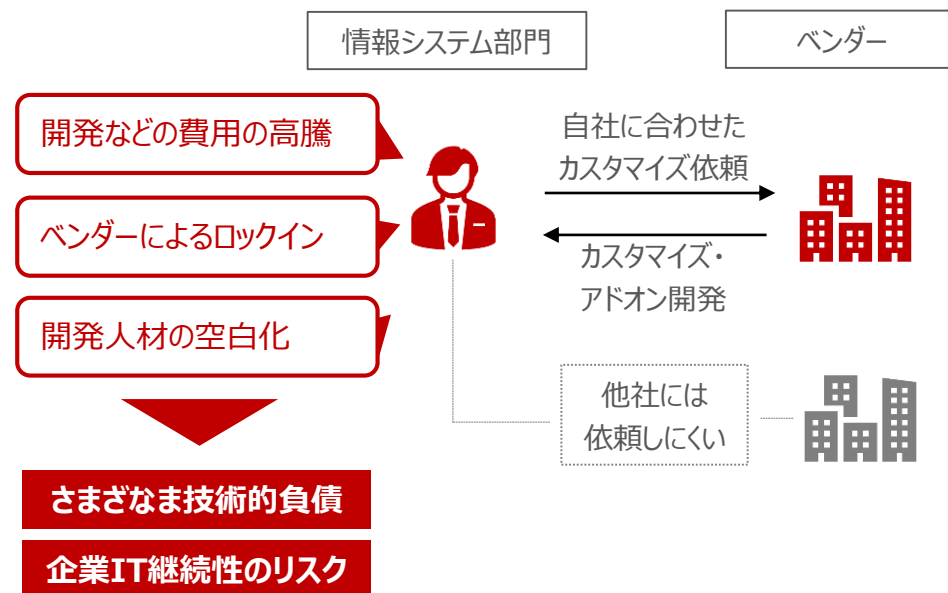 情報システム部門
ベンダー
開発などの費用の高騰
ベンダーによるロックイン
開発人材の空白化
自社に合わせた
カスタマイズ依頼
カスタマイズ・
アドオン開発
他社には
依頼しにくい
さまざなま技術的負債
企業IT継続性のリスク